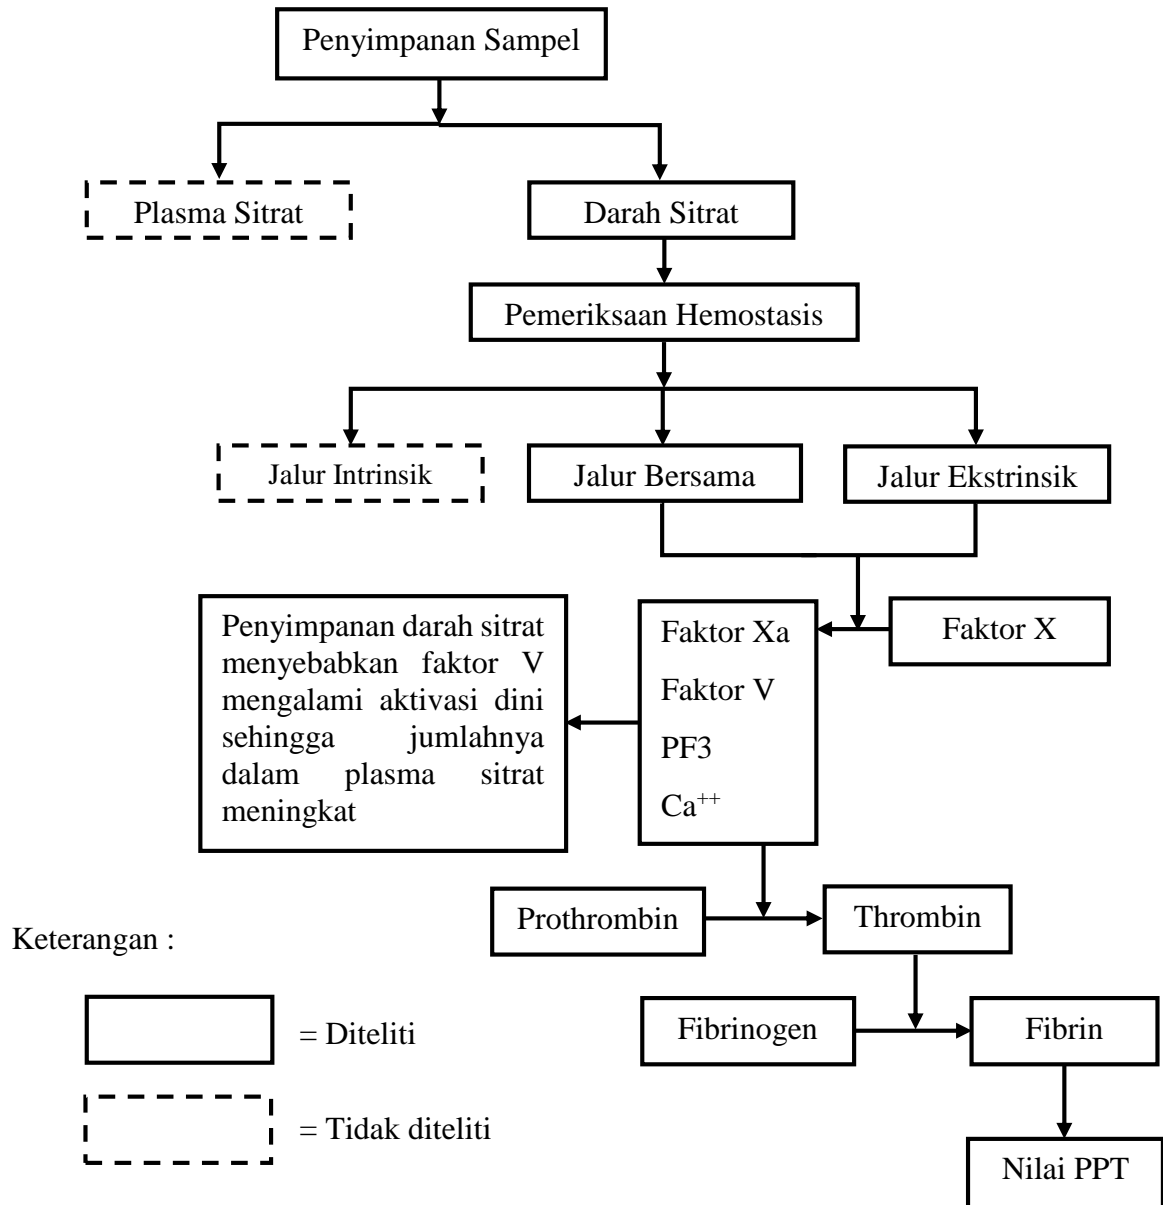 Penyimpanan Sampel
Plasma Sitrat
Darah Sitrat
Pemeriksaan Hemostasis
Jalur Intrinsik
Jalur Bersama
Jalur Ekstrinsik
Penyimpanan darah sitrat
menyebabkan faktor V
mengalami aktivasi dini
sehingga jumlahnya
dalam plasma sitrat
meningkat
Faktor Xa
Faktor V
PF3
Ca⁺⁺
Faktor X
Prothrombin
Thrombin
Keterangan :
Fibrinogen
Fibrin
= Diteliti
= Tidak diteliti
Nilai PPT